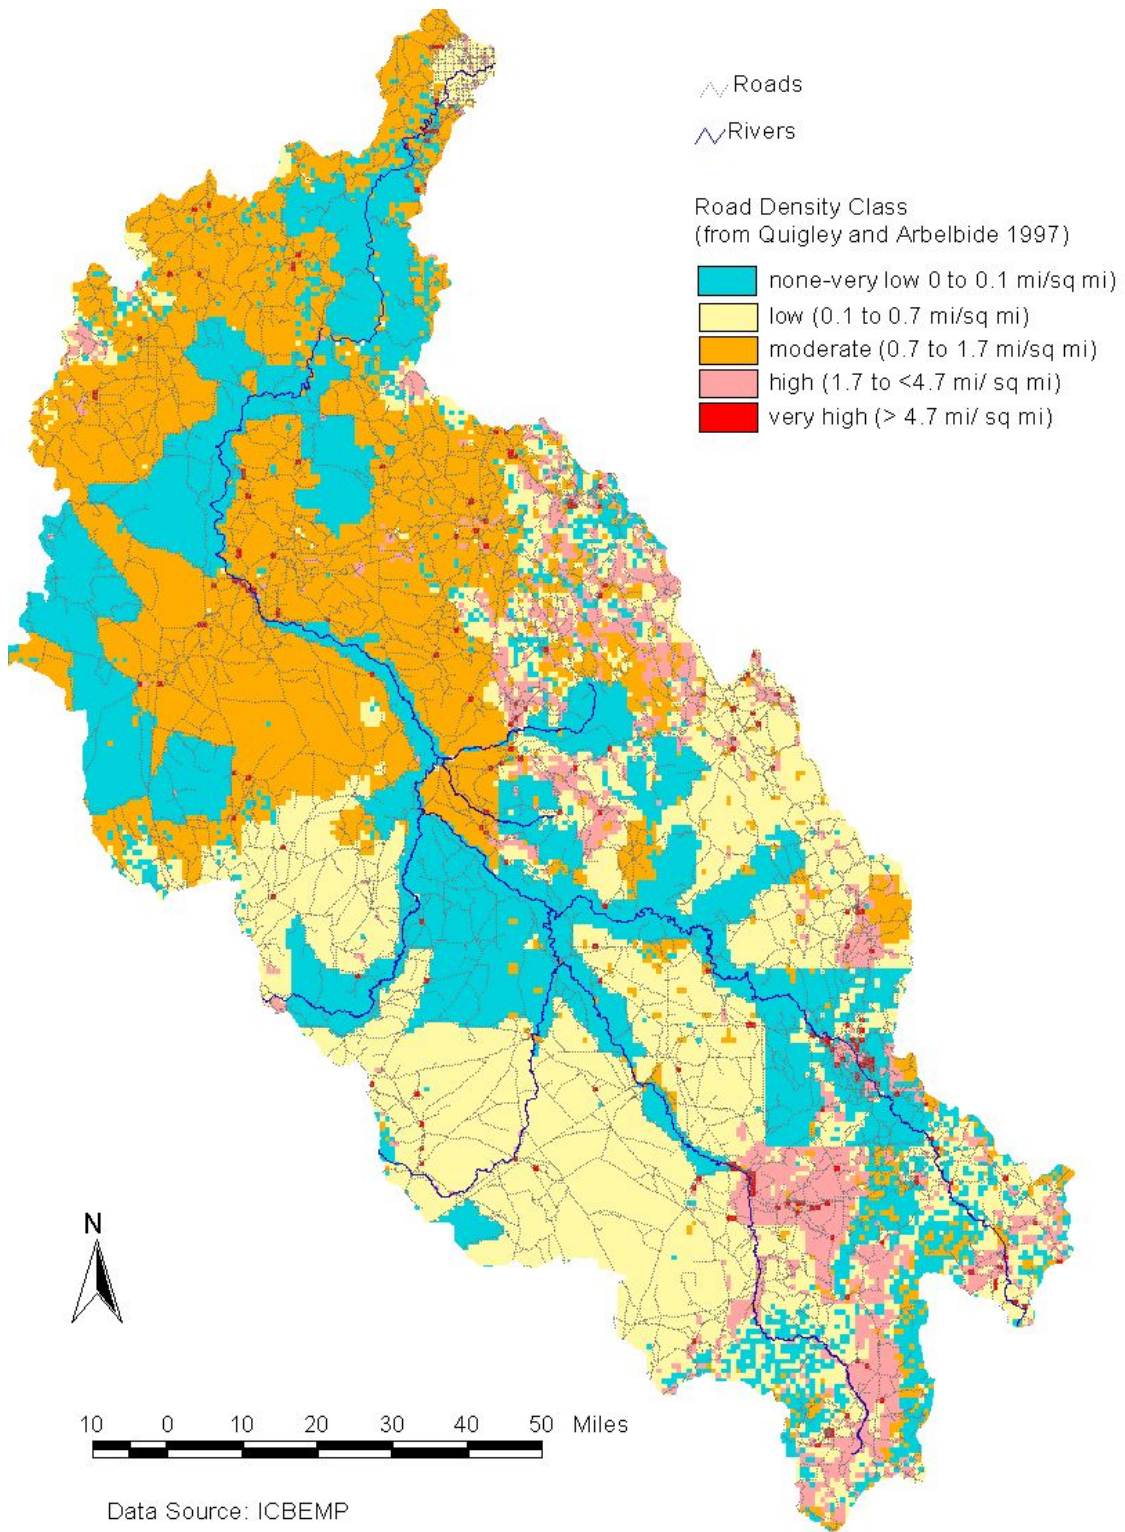 Roads
Rivers
Road Density Class
(from Quigley and Arbelbide 1997)
none-very low 0 to 0.1 mi/sq mi)
low (0.1 to 0.7 mi/sq mi)
moderate (0.7 to 1.7 mi/sq mi)
high (1.7 to <4.7 mi/ sq mi)
very high (> 4.7 mi/ sq mi)
N
10 0 10 20 30 40 50 Miles
Data Source: ICBEMP